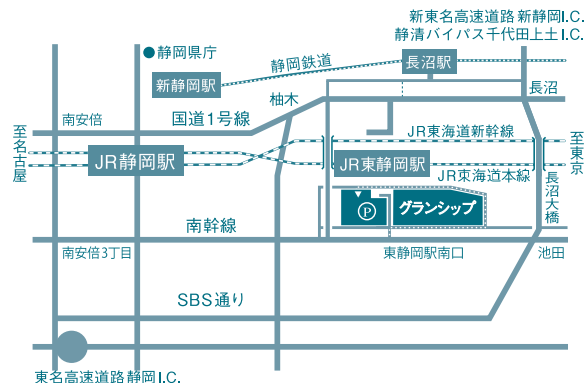 新東名高速道路 新静岡I.C.
静清バイパス千代田上土I.C.
静岡県庁
静岡鉄道
長沼駅
新静岡駅
長沼
柚木
南安倍
国道1号線
至名古屋
JR東海道新幹線
至東京
JR静岡駅
JR東静岡駅
JR東海道本線
長沼大橋
P
グランシップ
南幹線
南安倍3丁目
東静岡駅南口
池田
SBS通り
東名高速道路静岡I.C.